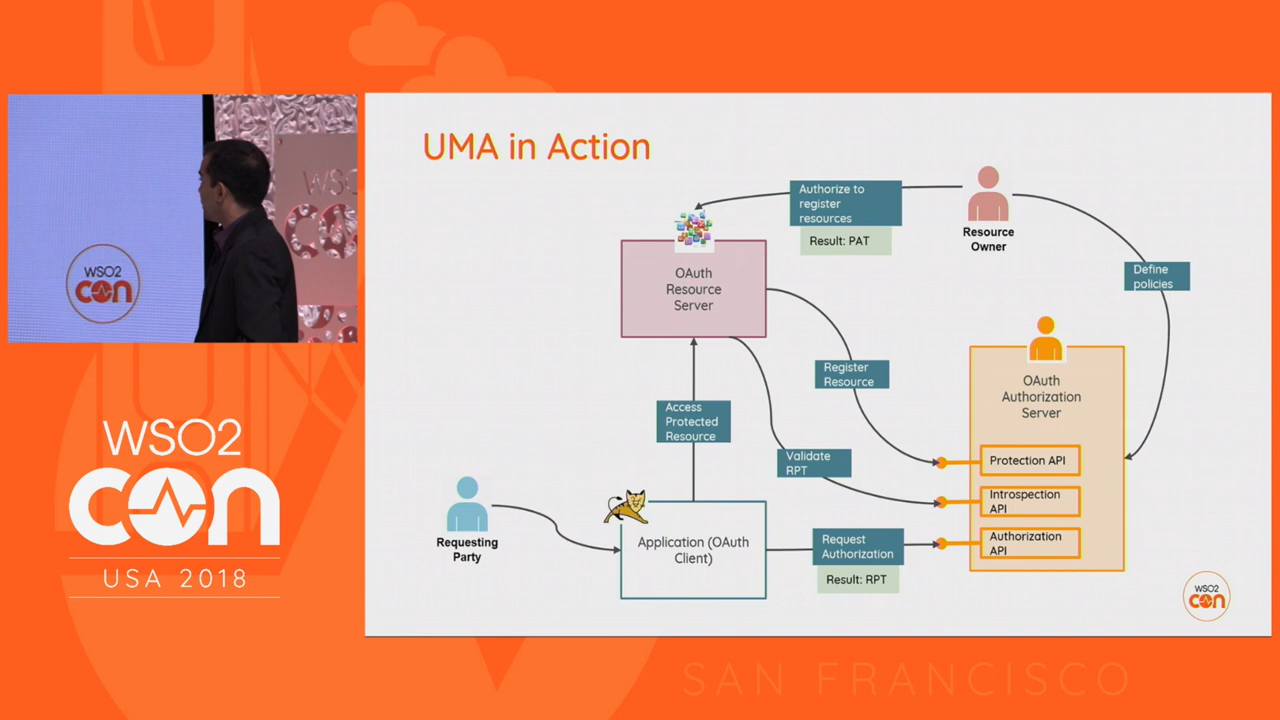 WSO2
con
WSO2
CON
USA 2018
UMA in Action
Authorize to
register
resources
Result: PAT
Resource
Owner
Define
policies
OAuth
Resource
Server
Register
Resource
OAuth
Authorization
Server
Access
Protected
Resource
Validate
RPT
Protection API
Introspection
API
Authorization
API
Requesting
Party
Application (OAuth
Client)
Request
Authorization
Result: RPT
WSO2
con
SAN FRANCISCO